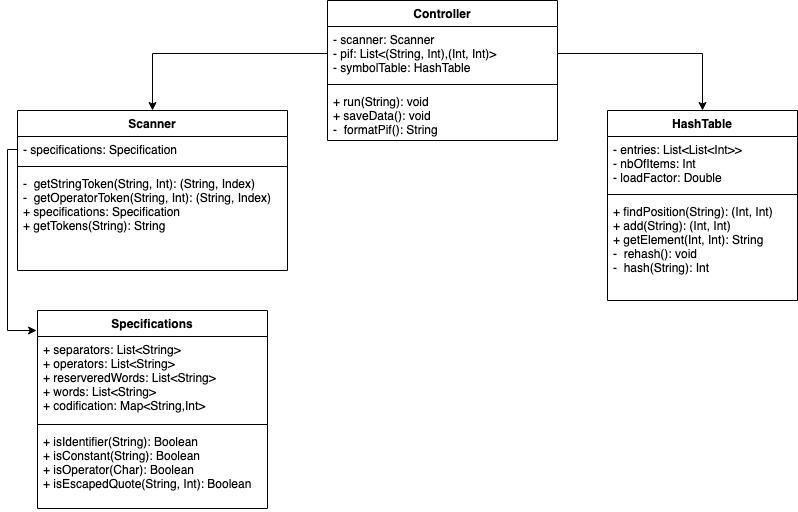 Controller
- scanner: Scanner
- pif: List<(String, Int),(Int, Int)>
- symbolTable: HashTable
+ run(String): void
+ saveData(): void
- formatPif(): String
Scanner
- specifications: Specification
- getStringToken(String, Int): (String, Index)
- getOperatorToken(String, Int): (String, Index)
+ specifications: Specification
+ getTokens(String): String
HashTable
- entries: List<List<Int>>
- nbOfItems: Int
- loadFactor: Double
+ findPosition(String): (Int, Int)
+ add(String): (Int, Int)
+ getElement(Int, Int): String
- rehash(): void
- hash(String): Int
Specifications
+ separators: List<String>
+ operators: List<String>
+ reserveredWords: List<String>
+ words: List<String>
+ codification: Map<String,Int>
+ isIdentifier(String): Boolean
+ isConstant(String): Boolean
+ isOperator(Char): Boolean
+ isEscapedQuote(String, Int): Boolean